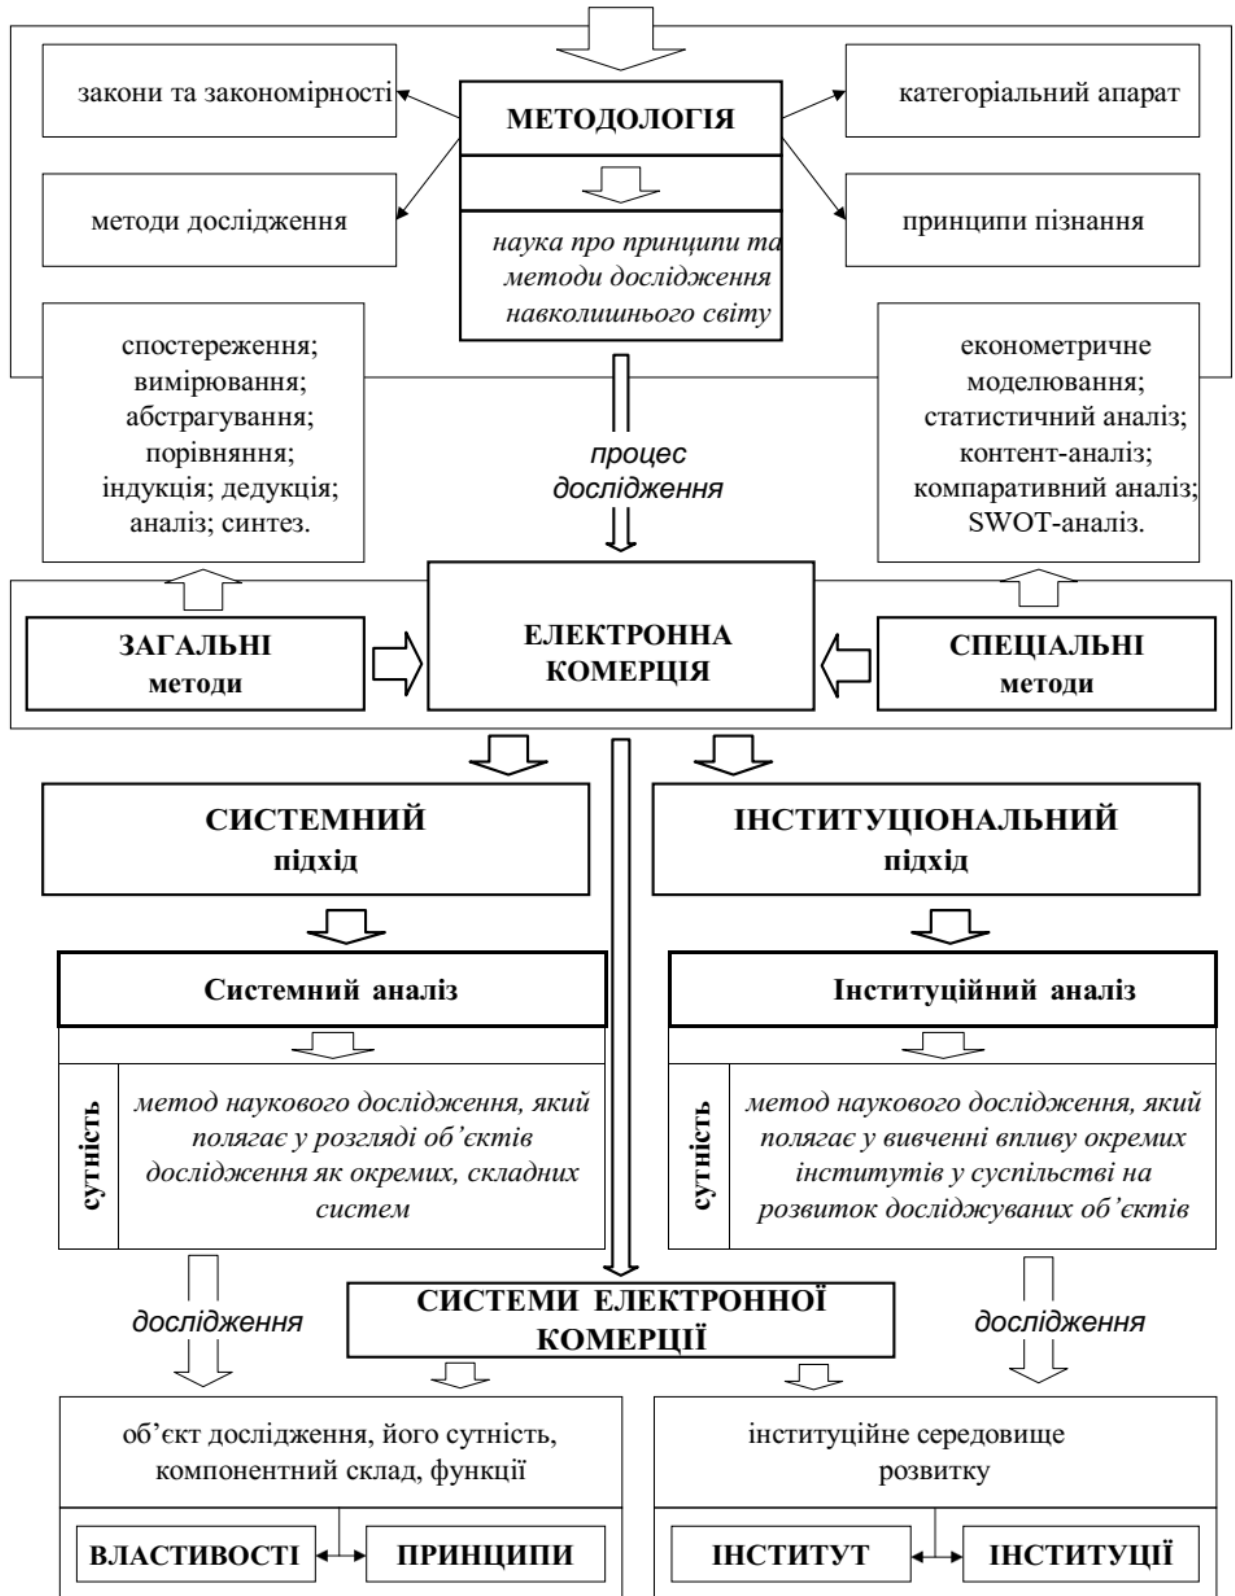 закони та закономірності
МЕТОДОЛОГІЯ
категоріальний апарат
методи дослідження
принципи пізнання
наука про принципи та
методи дослідження
навколишнього світу
спостереження;
вимірювання;
абстрагування;
порівняння;
індукція; дедукція;
аналіз; синтез.
процес
дослідження
економетричне
моделювання;
статистичний аналіз;
контент-аналіз;
компаративний аналіз;
SWOT-аналіз.
ЗАГАЛЬНІ
методи
ЕЛЕКТРОННА
КОМЕРЦІЯ
СПЕЦІАЛЬНІ
методи
СИСТЕМНИЙ
підхід
ІНСТИТУЦІОНАЛЬНИЙ
підхід
Системний аналіз
Інституційний аналіз
сутність
метод наукового дослідження, який
полягає у розгляді об’єктів
дослідження як окремих, складних
систем
сутність
метод наукового дослідження, який
полягає у вивченні впливу окремих
інститутів у суспільстві на
розвиток досліджуваних об’єктів
дослідження
СИСТЕМИ ЕЛЕКТРОННОЇ
КОМЕРЦІЇ
дослідження
об’єкт дослідження, його сутність,
компонентний склад, функції
інституційне середовище
розвитку
ВЛАСТИВОСТІ
ПРИНЦИПИ
ІНСТИТУТ
ІНСТИТУЦІЇ